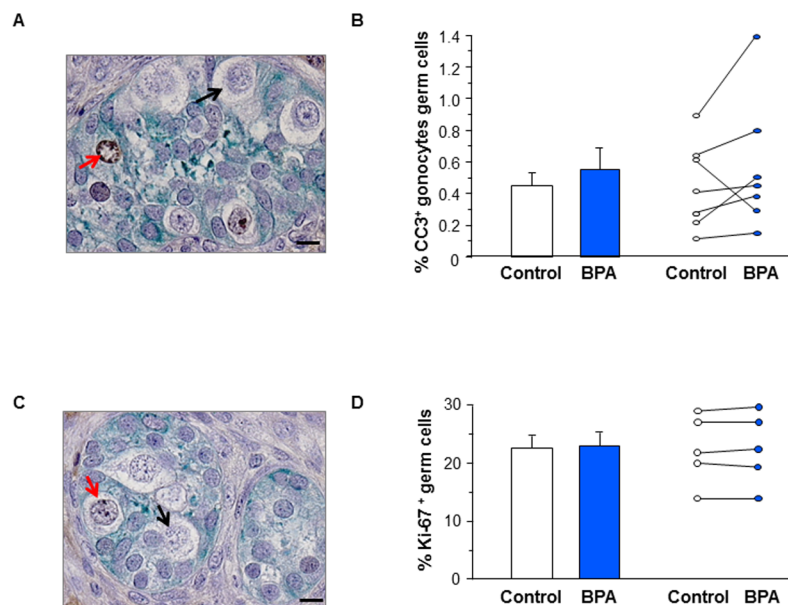 A
B
% CC3+ gonocytes germ cells
1.4
1.2
1.0
0.8
0.6
0.4
0.2
0
Control BPA Control BPA
C
D
% Ki-67 + germ cells
30
20
10
0
Control BPA Control BPA